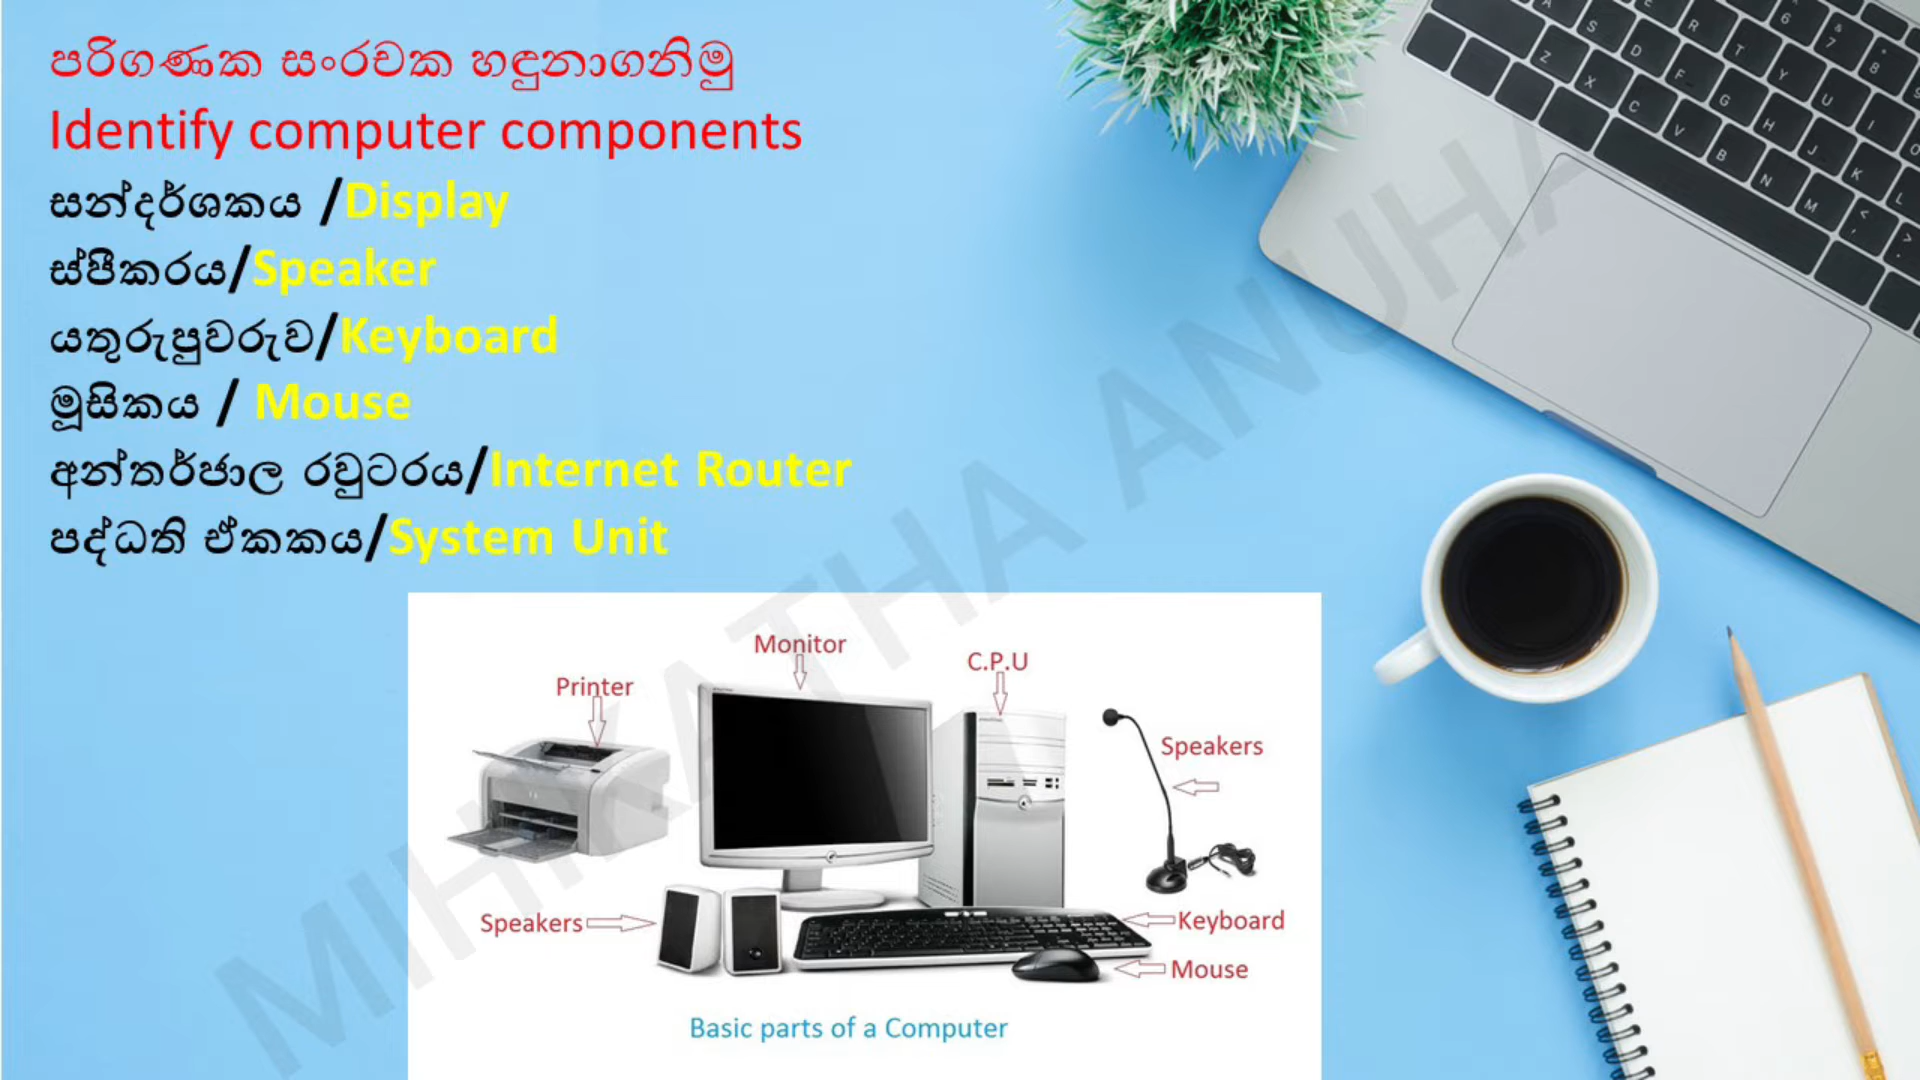 පරිගණක සංරචක හඳුනාගනිමු
Identify computer components
සන්දර්ශකය /Display
ස්පීකරය/Speaker
යතුරුපුවරුව/Keyboard
මූසිකය / Mouse
අන්තර්ජාල රවුටරය/Internet Router
පද්ධති ඒකකය/System Unit
Monitor
C.P.U
Printer
Speakers
Speakers
Keyboard
Mouse
Basic parts of a Computer